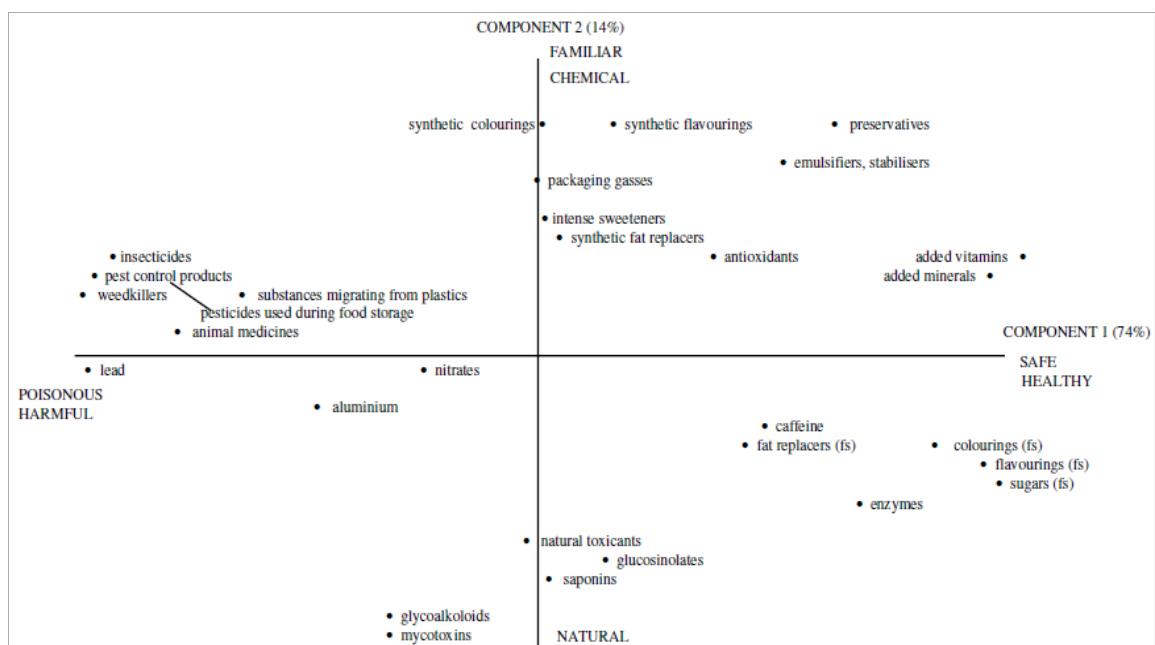 COMPONENT 2 (14%)
FAMILIAR
CHEMICAL
synthetic colourings
synthetic flavourings
preservatives
emulsifiers, stabilisers
packaging gasses
intense sweeteners
synthetic fat replacers
insecticides
antioxidants
added vitamins
pest control products
added minerals
weedkillers
substances migrating from plastics
pesticides used during food storage
animal medicines
COMPONENT 1 (74%)
lead
nitrates
SAFE
HEALTHY
POISONOUS
HARMFUL
aluminium
caffeine
fat replacers (fs)
colourings (fs)
flavourings (fs)
sugars (fs)
enzymes
natural toxicants
glucosinolates
saponins
glycoalkoloids
mycotoxins
NATURAL